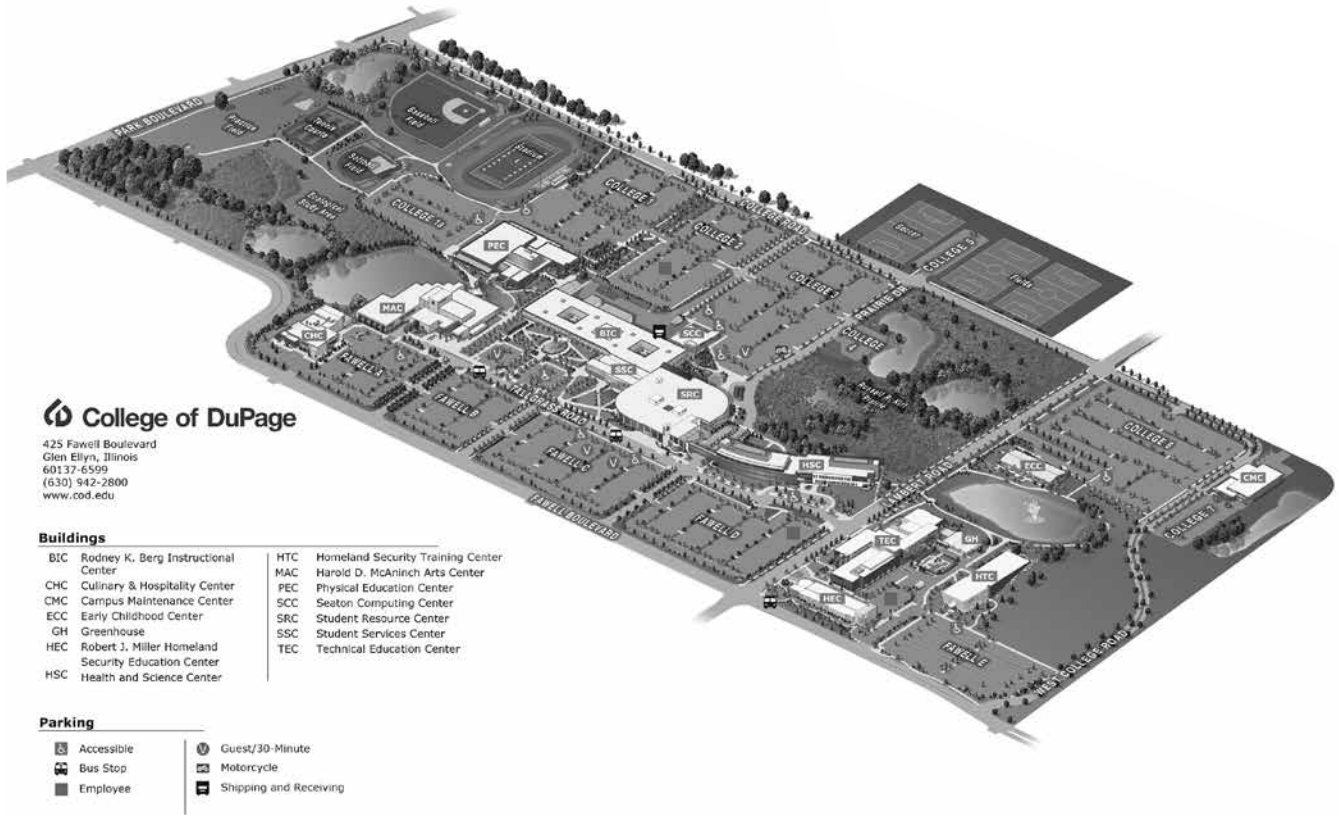 PARK BOULEVARD
Practice
Field
Tennis
Courts
Baseball
Field
Softball
Field
Stadium
Ecological
Study Area
COLLEGE 1a
COLLEGE 1
COLLEGE ROAD
COLLEGE 2
COLLEGE 3
PRAIRIE DR
COLLEGE
4
Soccer
COLLEGE 5
Fields
PEC
MAC
CHC
BIC
SCC
SSC
SRC
HSC
V
V
V
V
FAWELL A
FAWELL B
TALLGRASS ROAD
FAWELL C
FAWELL BOULEVARD
FAWELL D
LAMBERT ROAD
ECC
COLLEGE 6
CMC
COLLEGE 7
TEC
GH
HTC
HEC
FAWELL E
WEST COLLEGE ROAD
College of DuPage
425 Fawell Boulevard
Glen Ellyn, Illinois
60137-6599
(630) 942-2800
www.cod.edu
Buildings
BIC Rodney K. Berg Instructional
Center
CHC Culinary & Hospitality Center
CMC Campus Maintenance Center
ECC Early Childhood Center
GH Greenhouse
HEC Robert J. Miller Homeland
Security Education Center
HSC Health and Science Center
HTC Homeland Security Training Center
MAC Harold D. McAninch Arts Center
PEC Physical Education Center
SCC Seaton Computing Center
SRC Student Resource Center
SSC Student Services Center
TEC Technical Education Center
Parking
Accessible
Bus Stop
Employee
V Guest/30-Minute
Motorcycle
Shipping and Receiving